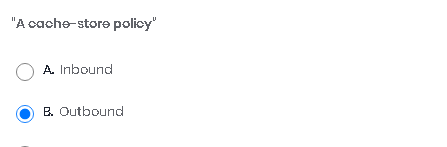 "A cache-store policy"
A. Inbound
B. Outbound